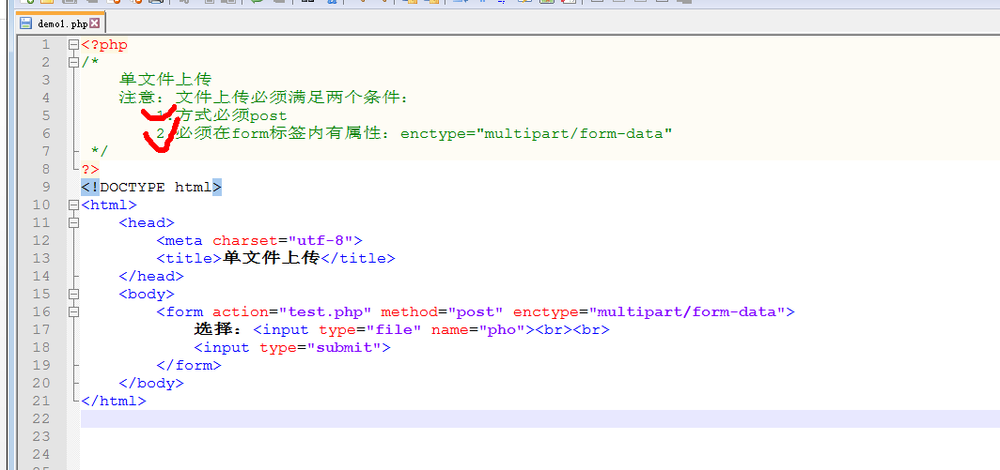 demo1.php
1 <?php
2 /*
3 单文件上传
4 注意：文件上传必须满足两个条件：
5 1.方式必须post
6 2.必须在form标签内有属性：enctype="multipart/form-data"
7 */
8 ?>
9 <!DOCTYPE html>
10 <html>
11 <head>
12 <meta charset="utf-8">
13 <title>单文件上传</title>
14 </head>
15 <body>
16 <form action="test.php" method="post" enctype="multipart/form-data">
17 选择：<input type="file" name="pho"><br><br>
18 <input type="submit">
19 </form>
20 </body>
21 </html>
22
23
24